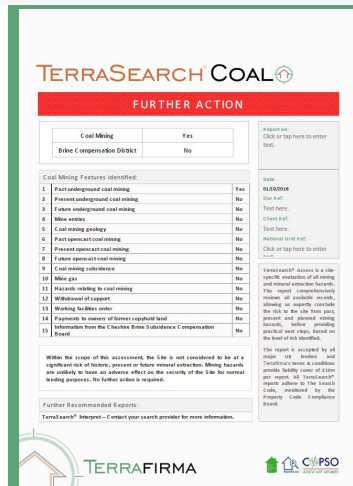 TERRASEARCH® COAL
FURTHER ACTION
Coal Mining Yes
Brine Compensation District No
Report on:
Click or tap here to enter
text.
Coal Mining Features identified:
1 Past underground coal mining Yes
2 Present underground coal mining No
3 Future underground coal mining No
4 Mine entries No
5 Coal mining geology No
6 Past opencast coal mining No
7 Present opencast coal mining No
8 Future opencast coal mining No
9 Coal mining subsidence No
10 Mine gas No
11 Hazards relating to coal mining No
12 Withdrawal of support No
13 Working facilities order No
14 Payments to owners of former copyhold land No
15 Information from the Cheshire Brine Subsidence Compensation
Board No
Date:
01/10/2016
Our Ref:
Text here.
Client Ref:
Text here.
National Grid Ref:
Click or tap here to enter
TerraSearch® Assess is a site-
specific evaluation of all mining
and mineral extraction hazards.
The report comprehensively
reviews all available records,
allowing us expertly conclude
the risk to the site from past,
present and planned mining
hazards, before providing
practical next steps, based on
the level of risk identified.
The report is accepted by all
major UK lenders and
Terrafirma's terms & conditions
provide liability cover of £10m
per report. All TerraSearch®
reports adhere to The Search
Code, monitored by the
Property Code Compliance
Board.
Within the scope of this assessment, the Site is not considered to be at a
significant risk of historic, present or future mineral extraction. Mining hazards
are unlikely to have an adverse effect on the security of the Site for normal
lending purposes. No further action is required.
Further Recommended Reports:
TerraSearch® Interpret – Contact your search provider for more information.
TERRAFIRMA
COPSO
ASSOCIATE MEMBER